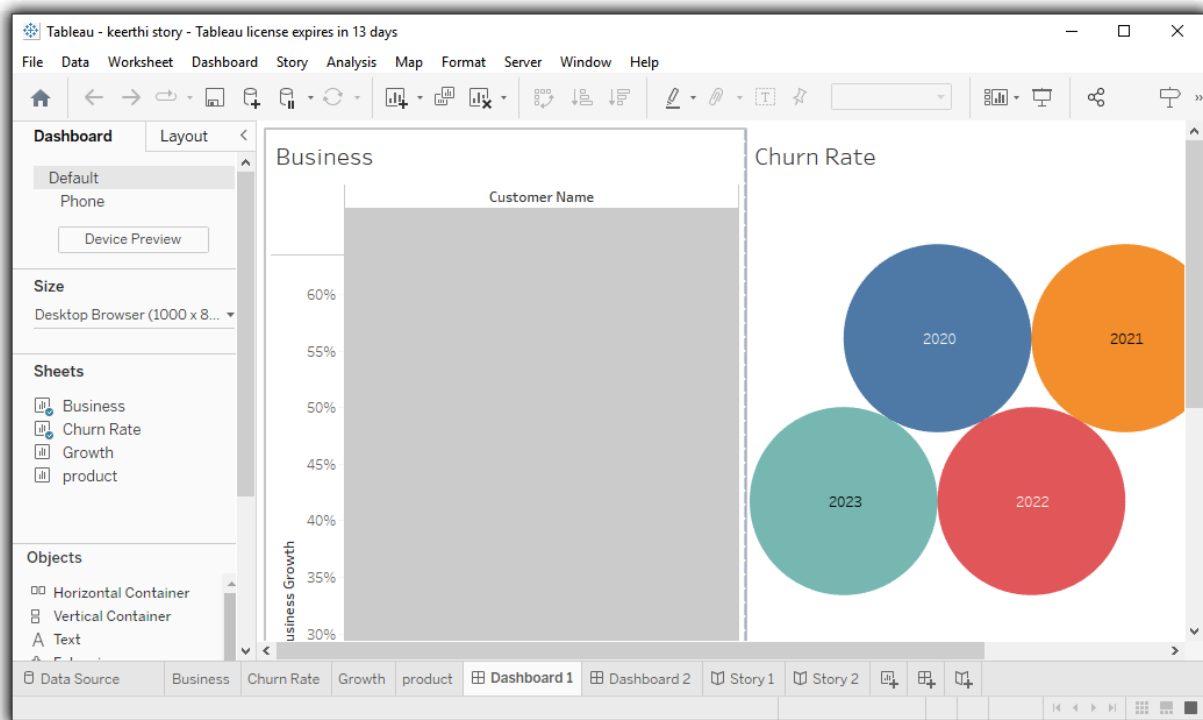 Tableau - keerthi story - Tableau license expires in 13 days
File Data Worksheet Dashboard Story Analysis Map Format Server Window Help
Dashboard Layout
Default
Phone
Device Preview
Size
Desktop Browser (1000 x 8...
Sheets
Business
Churn Rate
Growth
product
Objects
Horizontal Container
Vertical Container
Text
Business
Customer Name
60%
55%
50%
45%
40%
35%
30%
usiness Growth
Churn Rate
2020
2021
2023
2022
Data Source Business Churn Rate Growth product Dashboard 1 Dashboard 2 Story 1 Story 2